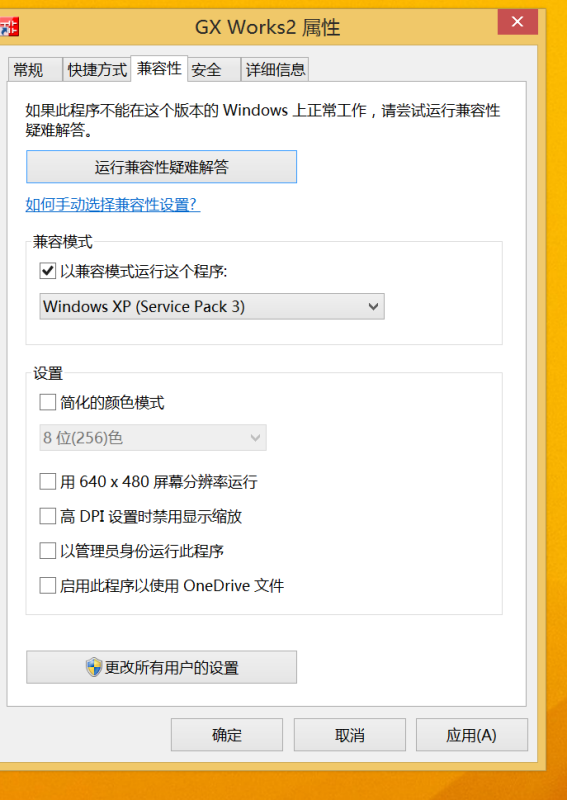 GX Works2 属性
常规 快捷方式 兼容性 安全 详细信息
如果此程序不能在这个版本的 Windows 上正常工作，请尝试运行兼容性
疑难解答。
运行兼容性疑难解答
如何手动选择兼容性设置?
兼容模式
以兼容模式运行这个程序:
Windows XP (Service Pack 3)
设置
简化的颜色模式
8 位(256)色
用 640 x 480 屏幕分辨率运行
高 DPI 设置时禁用显示缩放
以管理员身份运行此程序
启用此程序以使用 OneDrive 文件
更改所有用户的设置
确定 取消 应用(A)